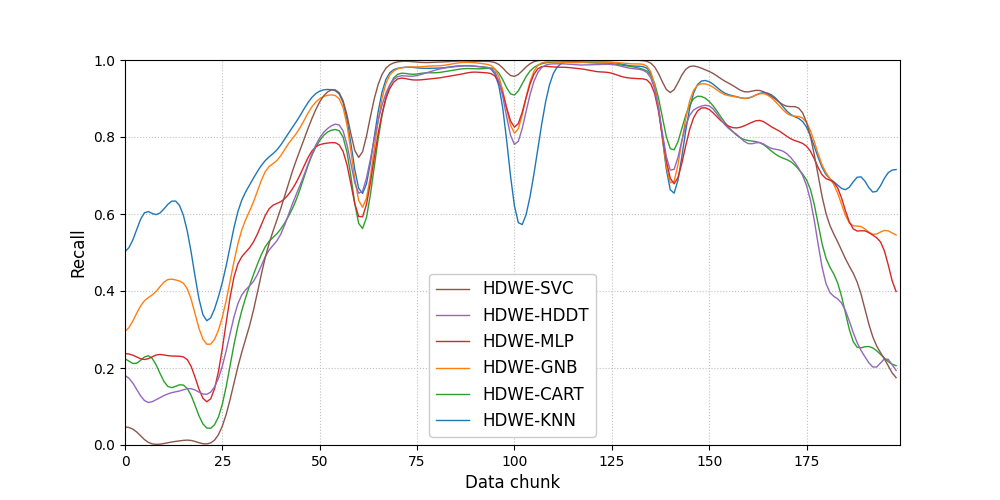 1.0
0.8
0.6
0.4
0.2
0.0
Recall
HDWE-SVC
HDWE-HDDT
HDWE-MLP
HDWE-GNB
HDWE-CART
HDWE-KNN
0 25 50 75 100 125 150 175
Data chunk